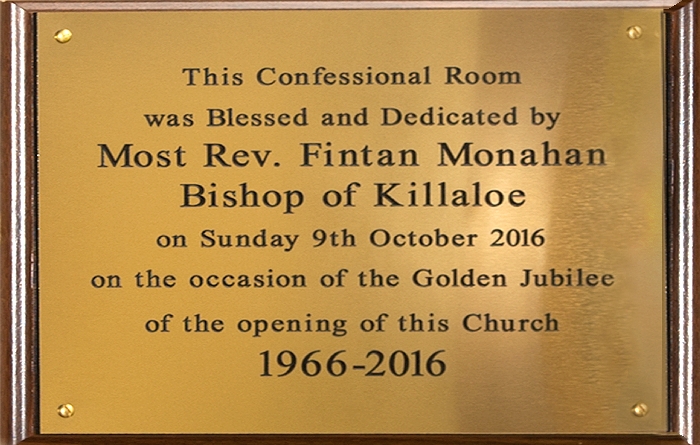 This Confessional Room
was Blessed and Dedicated by
Most Rev. Fintan Monahan
Bishop of Killaloe
on Sunday 9th October 2016
on the occasion of the Golden Jubilee
of the opening of this Church
1966-2016